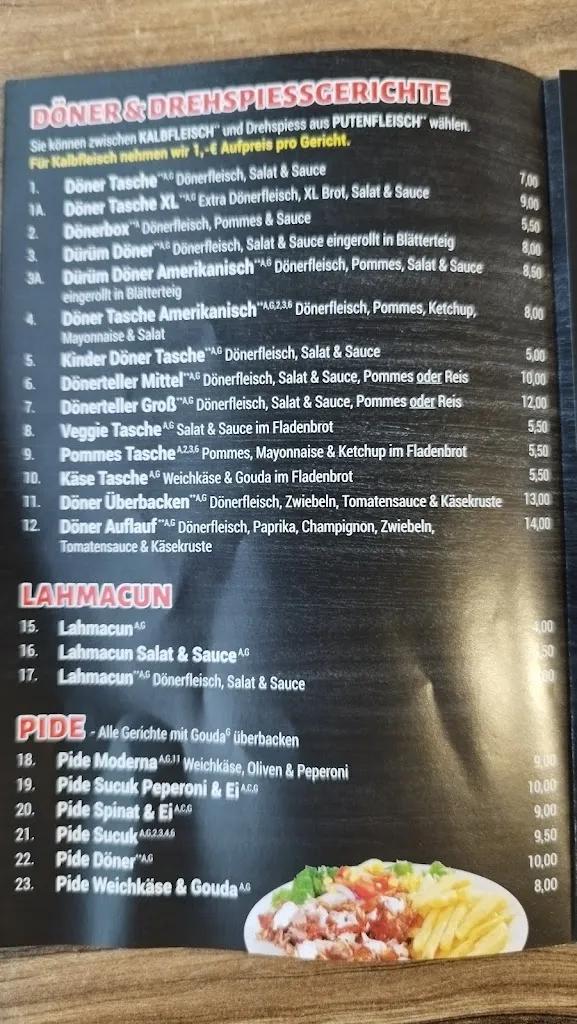 DÖNER & DREHSPIESSGERICHTE
Sie können zwischen KALBFLEISCH** und Drehspiess aus PUTENFLEISCH** wählen.
Für Kalbfleisch nehmen wir 1,-€ Aufpreis pro Gericht.
1. Döner Tasche**A,G Dönerfleisch, Salat & Sauce 7,00
1A. Döner Tasche XL**A,G Extra Dönerfleisch, XL Brot, Salat & Sauce 9,00
2. Dönerbox**A Dönerfleisch, Pommes & Sauce 5,50
3. Dürüm Döner**A,G Dönerfleisch, Salat & Sauce eingerollt in Blätterteig 8,00
3A. Dürüm Döner Amerikanisch**A,G Dönerfleisch, Pommes, Salat & Sauce 8,50
eingerollt in Blätterteig
4. Döner Tasche Amerikanisch**A,G,2,3,6 Dönerfleisch, Pommes, Ketchup, 8,00
Mayonnaise & Salat
5. Kinder Döner Tasche**A,G Dönerfleisch, Salat & Sauce 5,00
6. Dönerteller Mittel**A,G Dönerfleisch, Salat & Sauce, Pommes oder Reis 10,00
7. Dönerteller Groß**A,G Dönerfleisch, Salat & Sauce, Pommes oder Reis 12,00
8. Veggie Tasche A,G Salat & Sauce im Fladenbrot 5,50
9. Pommes Tasche A,2,3,6 Pommes, Mayonnaise & Ketchup im Fladenbrot 5,50
10. Käse Tasche A,G Weichkäse & Gouda im Fladenbrot 5,50
11. Döner Überbacken**A,G Dönerfleisch, Zwiebeln, Tomatensauce & Käsekruste 13,00
12. Döner Auflauf**A,G Dönerfleisch, Paprika, Champignon, Zwiebeln, 14,00
Tomatensauce & Käsekruste
LAHMACUN
15. Lahmacun A,G 4,00
16. Lahmacun Salat & Sauce A,G
17. Lahmacun**A,G Dönerfleisch, Salat & Sauce
PIDE - Alle Gerichte mit Gouda G überbacken
18. Pide Moderna A,G,11 Weichkäse, Oliven & Peperoni 9,00
19. Pide Sucuk Peperoni & Ei A,C,G 10,00
20. Pide Spinat & Ei A,C,G 9,00
21. Pide Sucuk A,G,2,3,4,6 9,50
22. Pide Döner**A,G 10,00
23. Pide Weichkäse & Gouda A,G 8,00